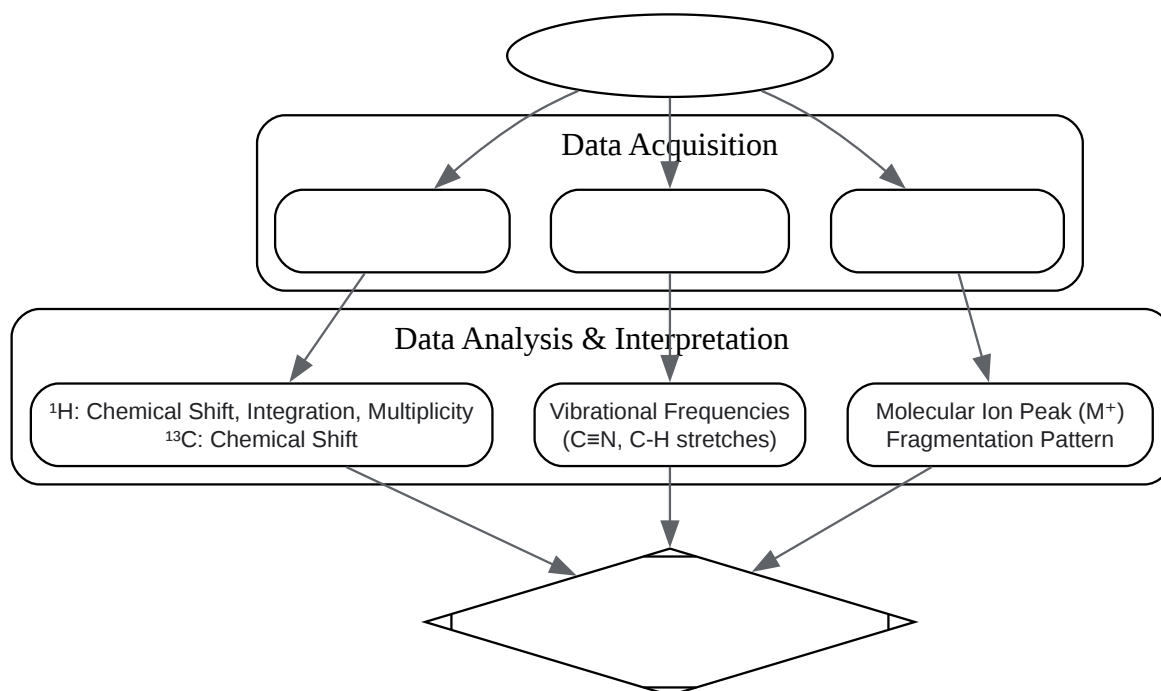 Data Acquisition
Data Analysis & Interpretation
¹H: Chemical Shift, Integration, Multiplicity
¹³C: Chemical Shift
Vibrational Frequencies
(C≡N, C-H stretches)
Molecular Ion Peak (M⁺)
Fragmentation Pattern